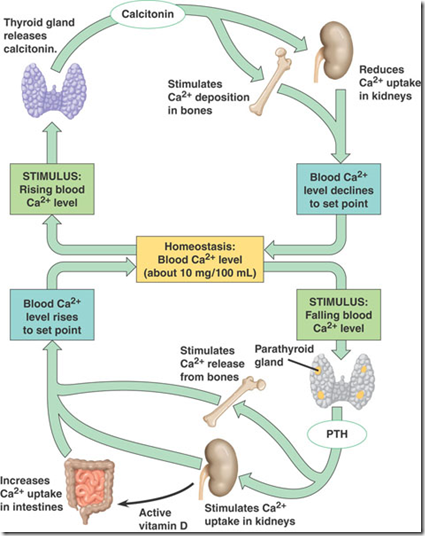 Calcitonin
Thyroid gland
releases
calcitonin.
Stimulates
Ca²⁺ deposition
in bones
Reduces
Ca²⁺ uptake
in kidneys
STIMULUS:
Rising blood
Ca²⁺ level
Blood Ca²⁺
level declines
to set point
Homeostasis:
Blood Ca²⁺ level
(about 10 mg/100 mL)
Blood Ca²⁺
level rises
to set point
STIMULUS:
Falling blood
Ca²⁺ level
Stimulates
Ca²⁺ release
from bones
Parathyroid
gland
PTH
Increases
Ca²⁺ uptake
in intestines
Active
vitamin D
Stimulates Ca²⁺
uptake in kidneys